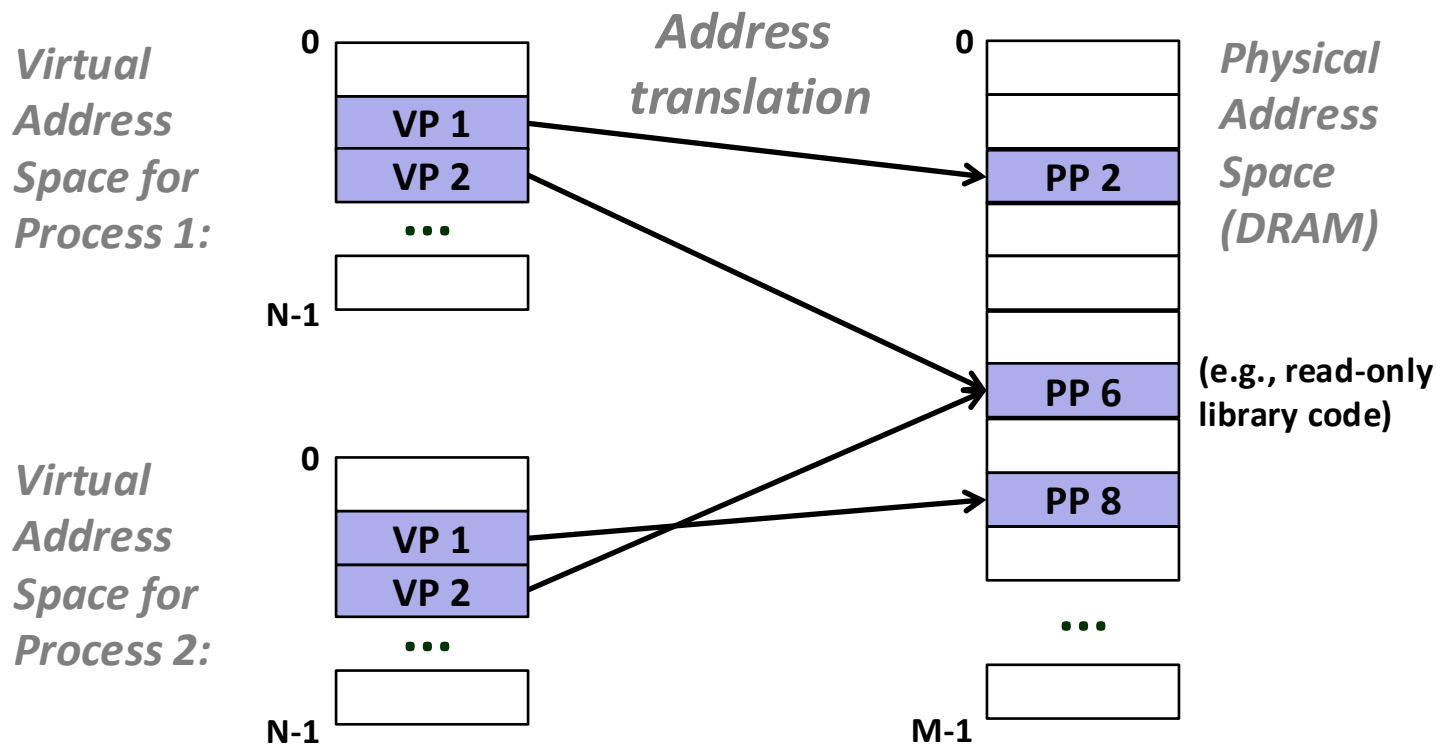 Virtual
Address
Space for
Process 1:
0
VP 1
VP 2
...
N-1
Address
translation
0
PP 2
PP 6
PP 8
...
M-1
Physical
Address
Space
(DRAM)
(e.g., read-only
library code)
Virtual
Address
Space for
Process 2:
0
VP 1
VP 2
...
N-1